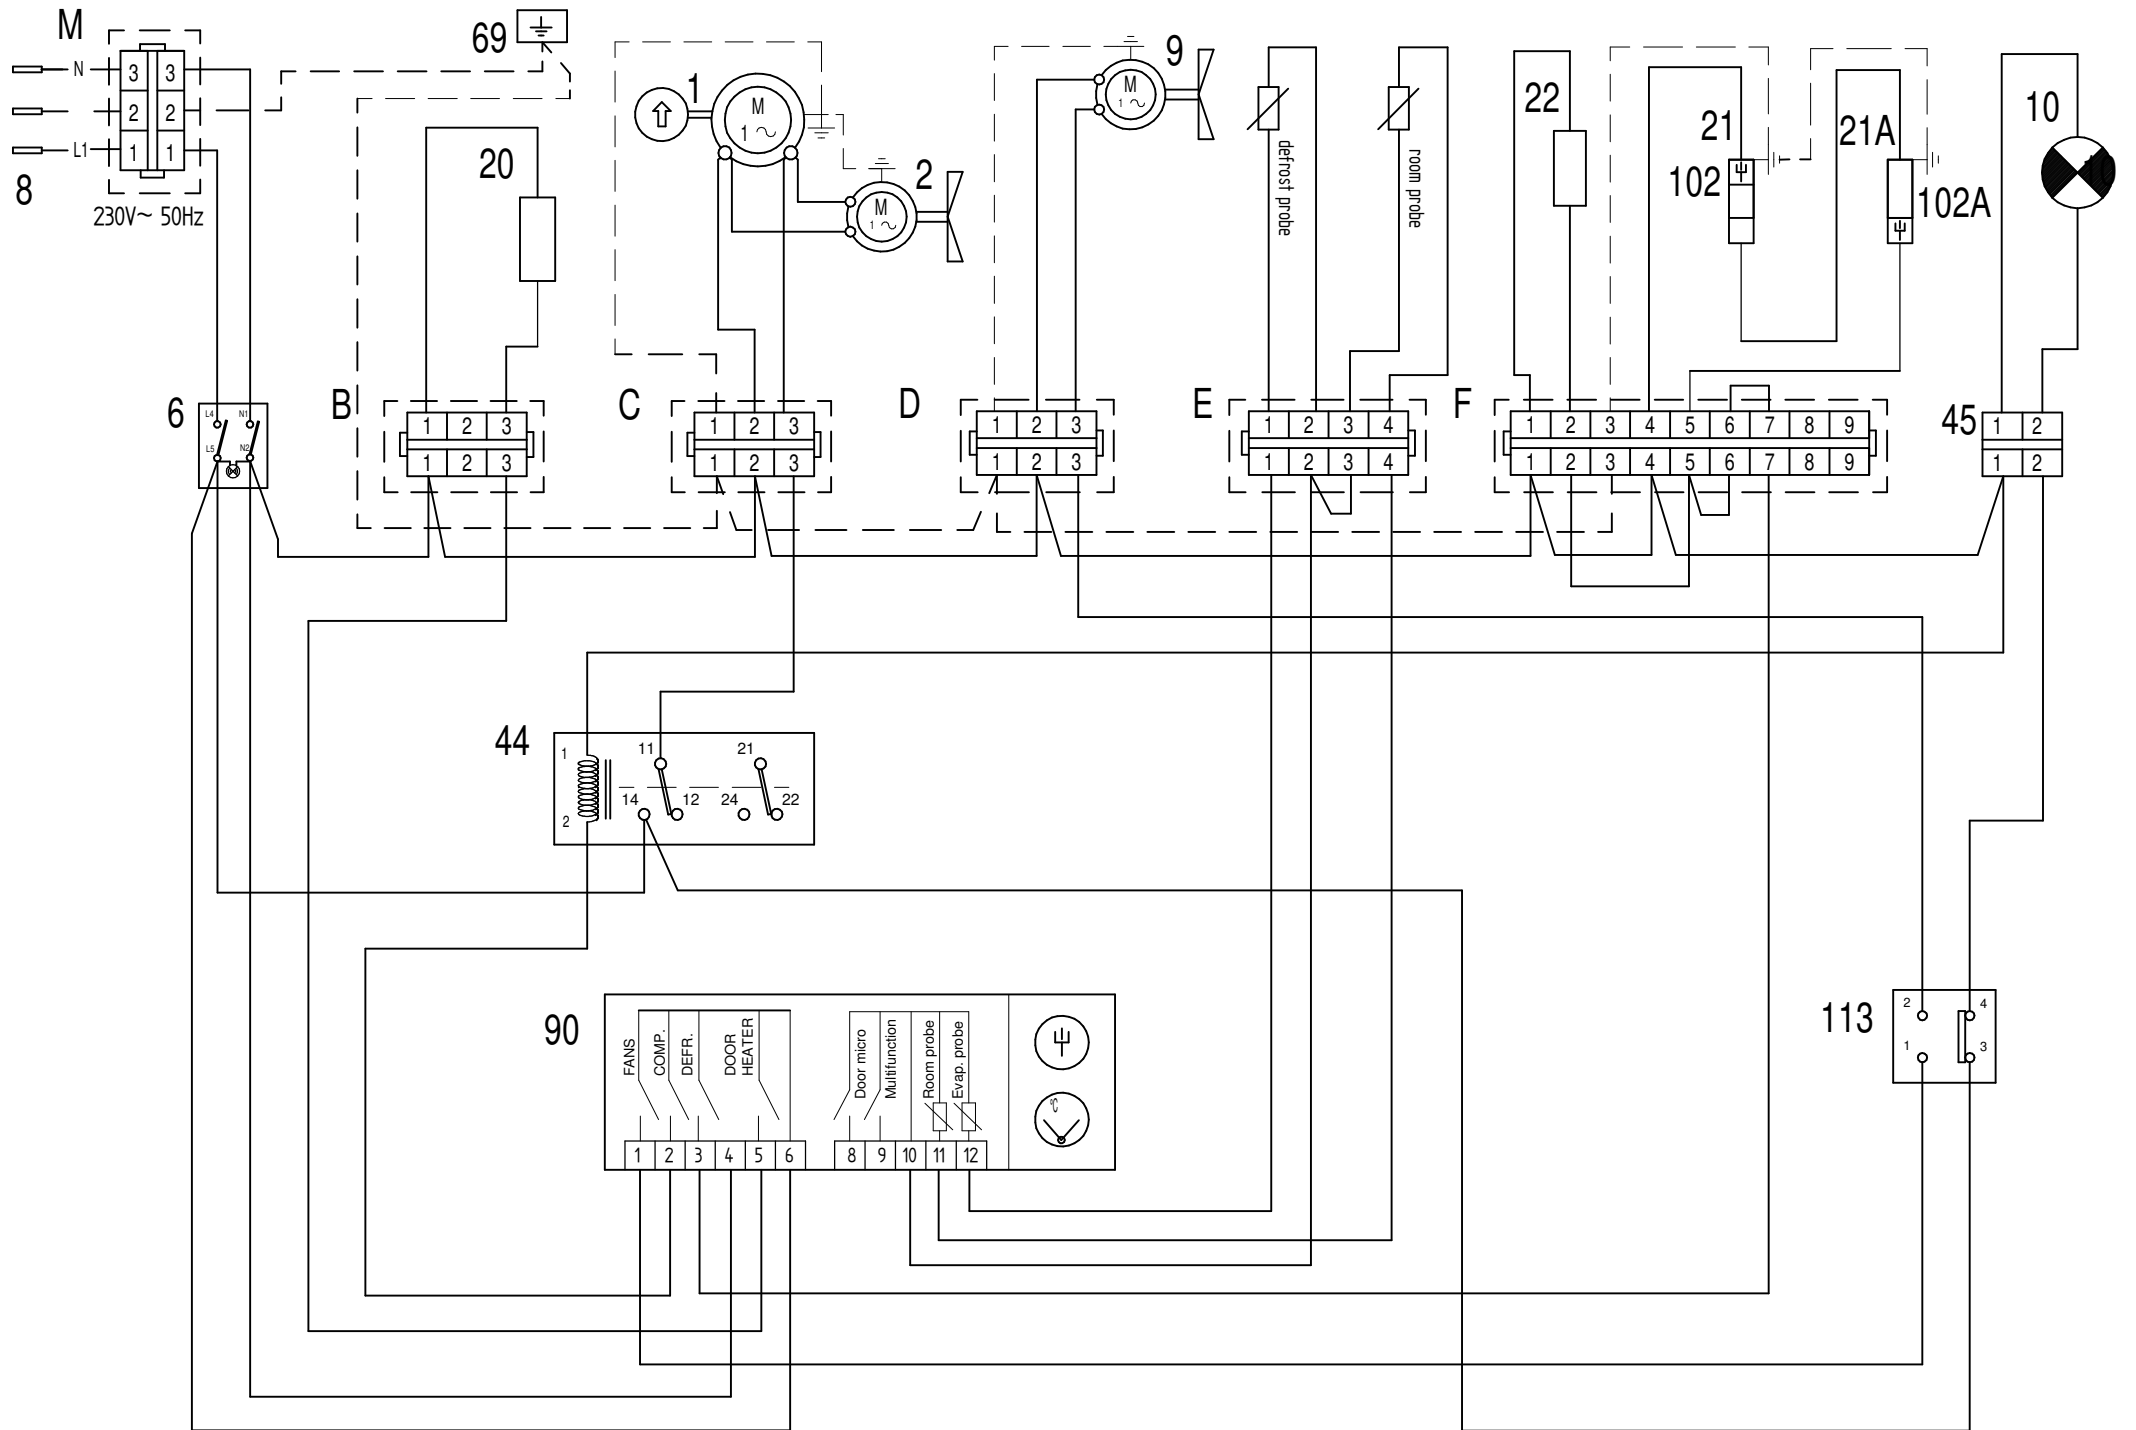 M
N
L1
3 3
2 2
1 1
8
230V~ 50Hz
69
20
1
M
1 ~
2
M
1 ~
9
M
1 ~
defrost probe
room probe
22
21
102
21A
102A
10
10
6
L4
N1
L5
N2
B
1 2 3
1 2 3
C
1 2 3
1 2 3
D
1 2 3
1 2 3
E
1 2 3 4
1 2 3 4
F
1 2 3 4 5 6 7 8 9
1 2 3 4 5 6 7 8 9
45
1 2
1 2
44
1
2
11
14
12
21
24
22
90
FANS
COMP.
DEFR.
DOOR
HEATER
Door micro
Multifunction
Room probe
Evap. probe
°C
1 2 3 4 5 6
8 9 10 11 12
113
2
4
1
3